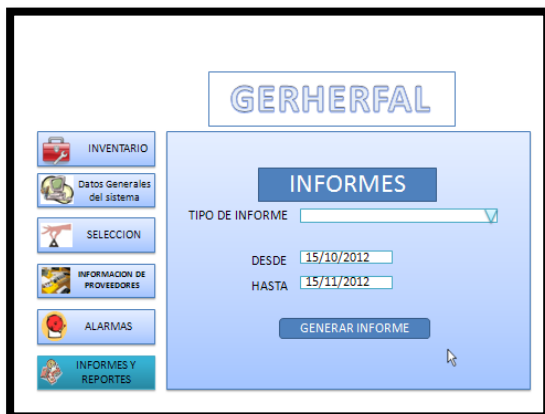 GERHERFAL
INVENTARIO
Datos Generales
del sistema
SELECCION
INFORMACION DE
PROVEEDORES
ALARMAS
INFORMES Y
REPORTES
INFORMES
TIPO DE INFORME
DESDE 15/10/2012
HASTA 15/11/2012
GENERAR INFORME